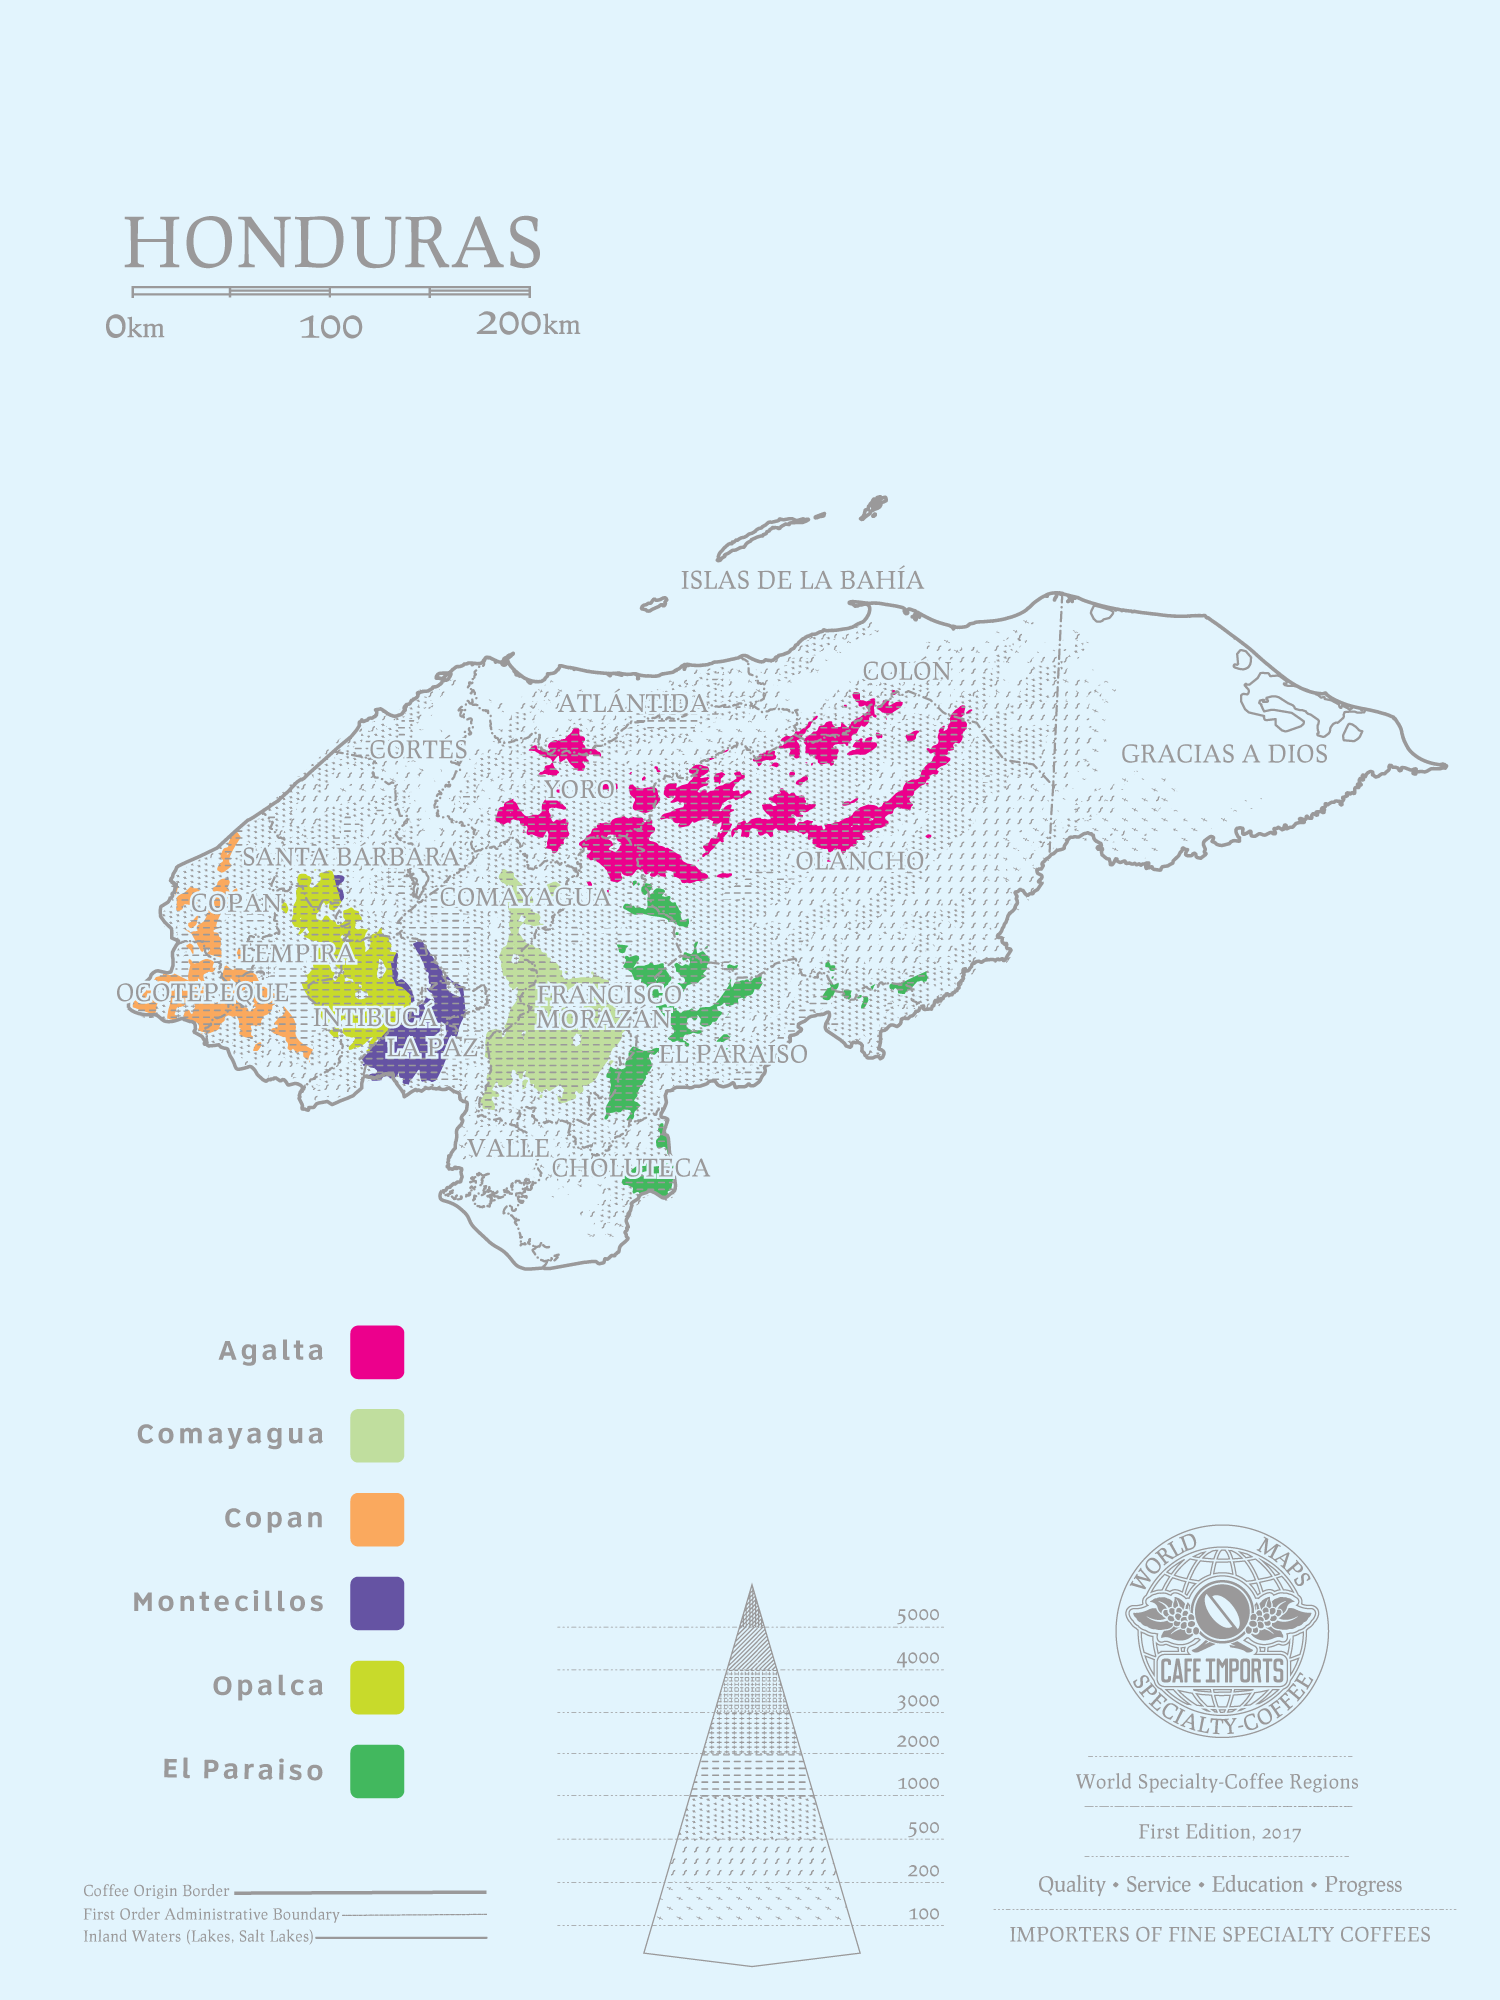 HONDURAS
0km 100 200km
ISLAS DE LA BAHÍA
COLÓN
ATLÁNTIDA
CORTÉS
GRACIAS A DIOS
YORO
SANTA BARBARA
OLANCHO
COMAYAGUA
COPAN
LEMPIRA
OCOTEPEQUE
FRANCISCO
MORAZAN
INTIBUCA
LA PAZ
EL PARAISO
VALLE
CHOLUTECA
Agalta
Comayagua
Copan
Montecillos
Opalca
El Paraiso
5000
4000
3000
2000
1000
500
200
100
Coffee Origin Border
First Order Administrative Boundary
Inland Waters (Lakes, Salt Lakes)
WORLD MAPS
CAFE IMPORTS
SPECIALTY-COFFEE
World Specialty-Coffee Regions
First Edition, 2017
Quality • Service • Education • Progress
IMPORTERS OF FINE SPECIALTY COFFEES